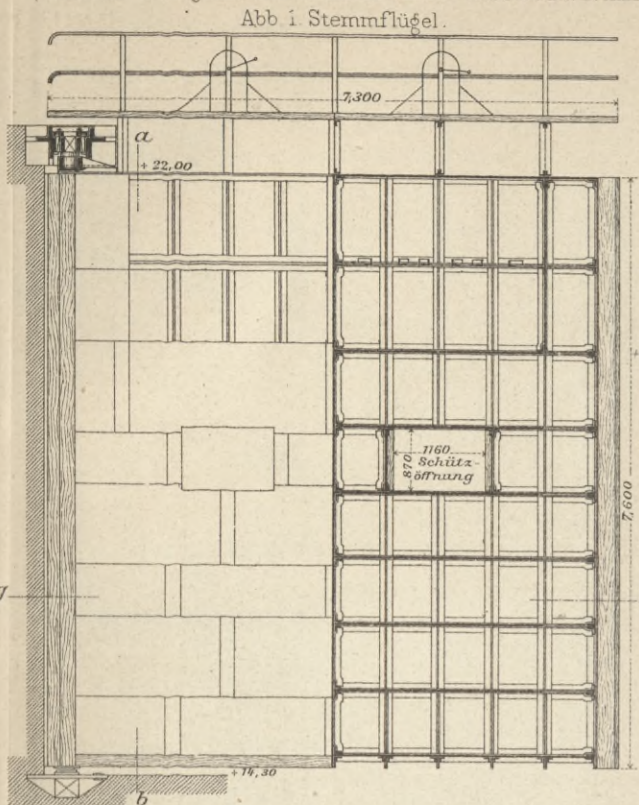 Abb. 1. Stemmflügel.
7,300
a
+ 22,00
1160
870
Schütz-
öffnung
7,600
+ 14,30
b